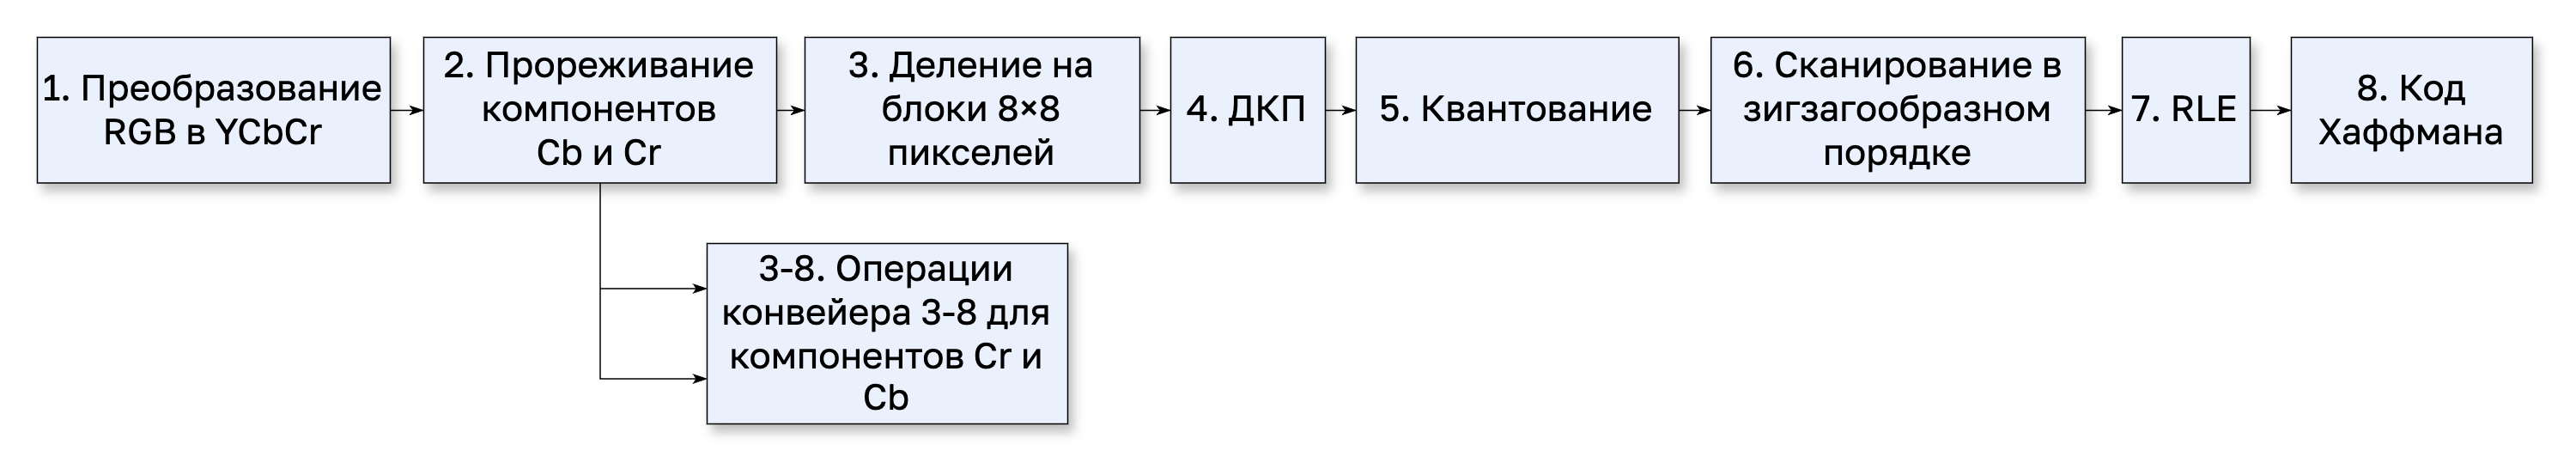 1. Преобразование
RGB в YCbCr
2. Прореживание
компонентов
Cb и Cr
3. Деление на
блоки 8×8
пикселей
4. ДКП
5. Квантование
6. Сканирование в
зигзагообразном
порядке
7. RLE
8. Код
Хаффмана
3-8. Операции
конвейера 3-8 для
компонентов Cr и
Cb